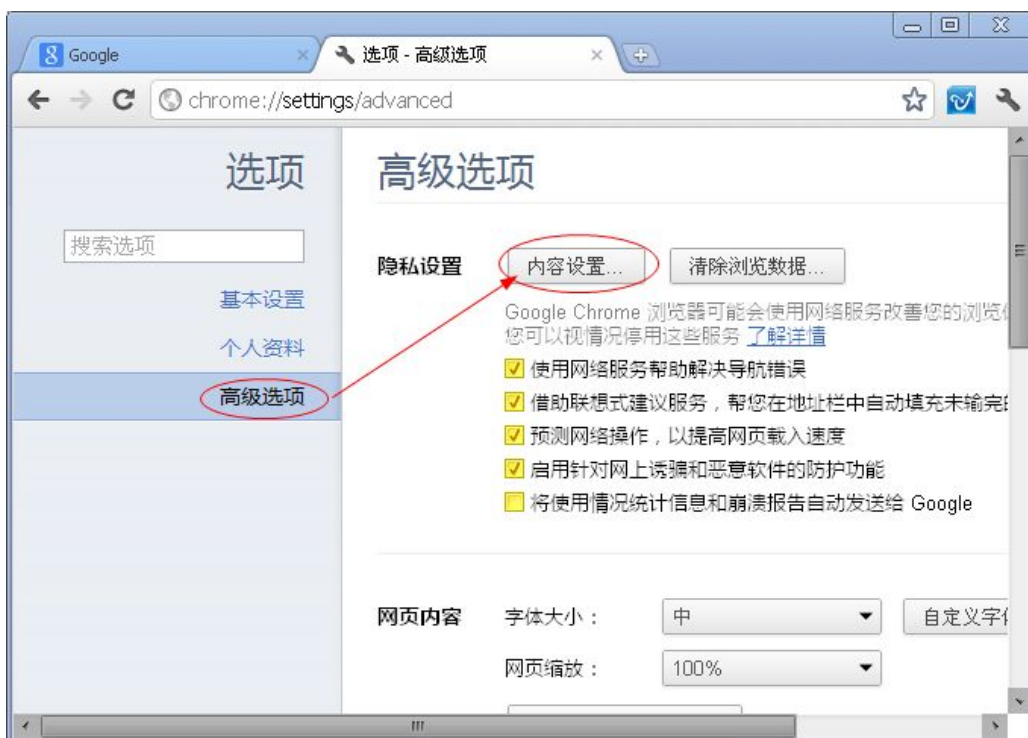 Google
选项 - 高级选项
chrome://settings/advanced
选项
搜索选项
基本设置
个人资料
高级选项
高级选项
隐私设置
内容设置...
清除浏览数据...
Google Chrome 浏览器可能会使用网络服务改善您的浏览
您可以视情况停用这些服务 了解详情
使用网络服务帮助解决导航错误
借助联想式建议服务，帮您在地址栏中自动填充未输完
预测网络操作，以提高网页载入速度
启用针对网上诱骗和恶意软件的防护功能
将使用情况统计信息和崩溃报告自动发送给 Google
网页内容
字体大小：
中
自定义字
网页缩放：
100%